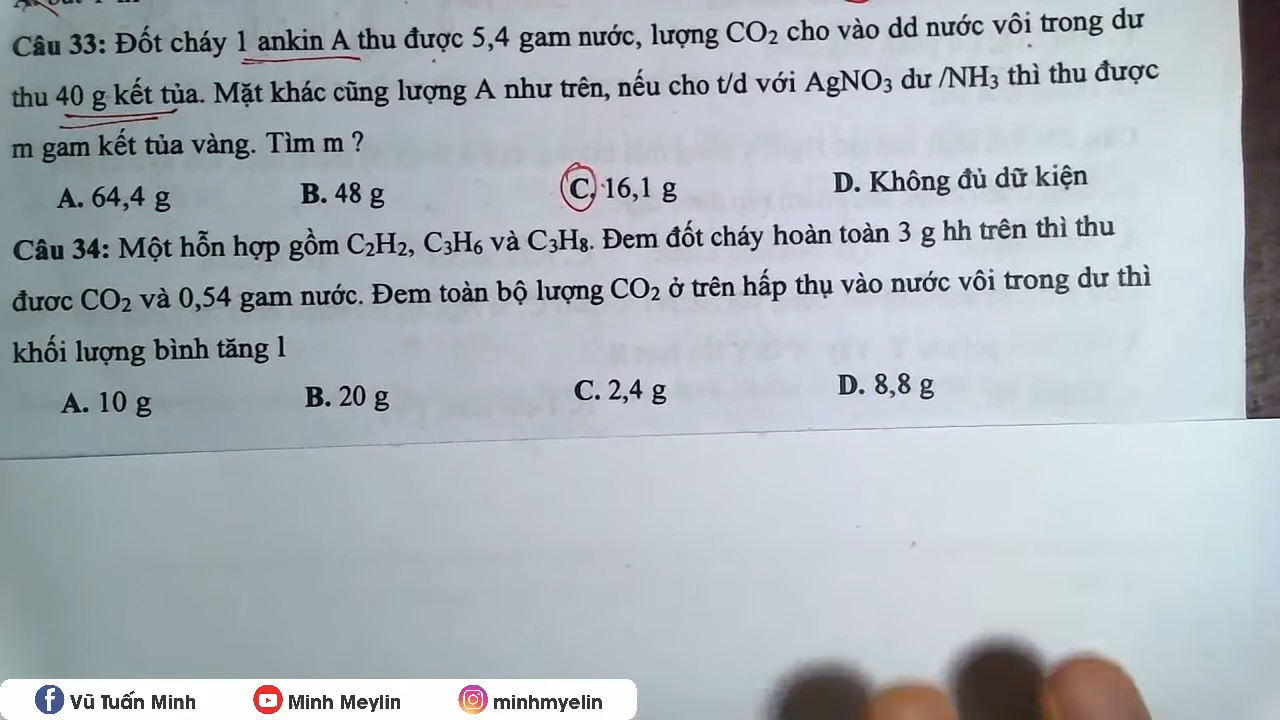 Câu 33: Đốt cháy 1 ankin A thu được 5,4 gam nước, lượng CO2 cho vào dd nước vôi trong dư
thu 40 g kết tủa. Mặt khác cũng lượng A như trên, nếu cho t/d với AgNO3 dư /NH3 thì thu được
m gam kết tủa vàng. Tìm m ?
A. 64,4 g B. 48 g C. 16,1 g D. Không đủ dữ kiện
Câu 34: Một hỗn hợp gồm C2H2, C3H6 và C3H8. Đem đốt cháy hoàn toàn 3 g hh trên thì thu
đươc CO2 và 0,54 gam nước. Đem toàn bộ lượng CO2 ở trên hấp thụ vào nước vôi trong dư thì
khối lượng bình tăng l
A. 10 g B. 20 g C. 2,4 g D. 8,8 g
Vũ Tuấn Minh Minh Meylin minhmyelin